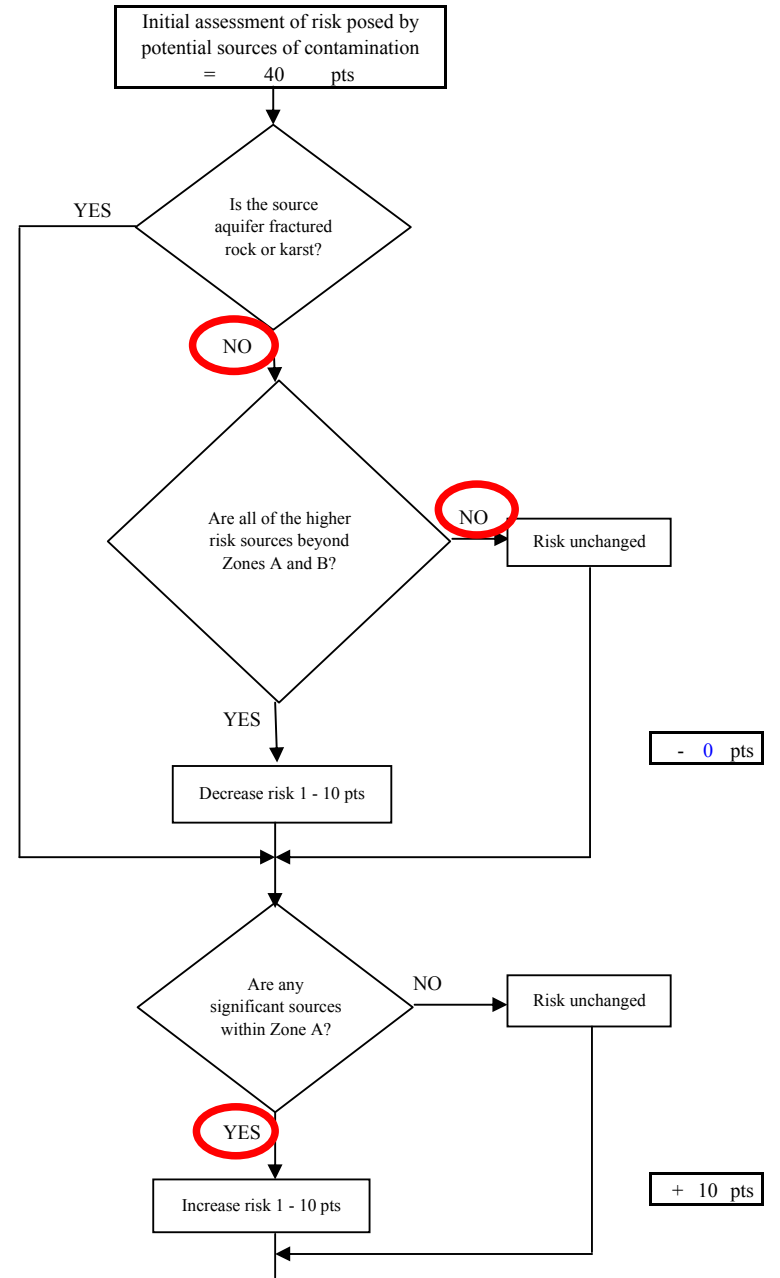 Initial assessment of risk posed by
potential sources of contamination
= 40 pts
YES
Is the source
aquifer fractured
rock or karst?
NO
Are all of the higher
risk sources beyond
Zones A and B?
NO
Risk unchanged
YES
- 0 pts
Decrease risk 1 - 10 pts
Are any
significant sources
within Zone A?
NO
Risk unchanged
YES
Increase risk 1 - 10 pts
+ 10 pts